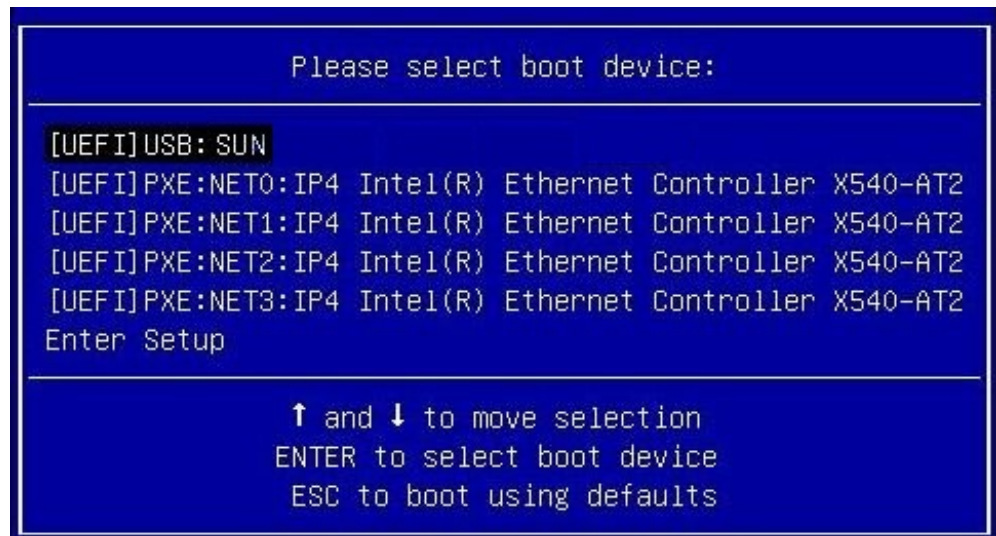 Please select boot device:
[UEFI]USB:SUN
[UEFI]PXE:NET0:IP4 Intel(R) Ethernet Controller X540-AT2
[UEFI]PXE:NET1:IP4 Intel(R) Ethernet Controller X540-AT2
[UEFI]PXE:NET2:IP4 Intel(R) Ethernet Controller X540-AT2
[UEFI]PXE:NET3:IP4 Intel(R) Ethernet Controller X540-AT2
Enter Setup
↑ and ↓ to move selection
ENTER to select boot device
ESC to boot using defaults